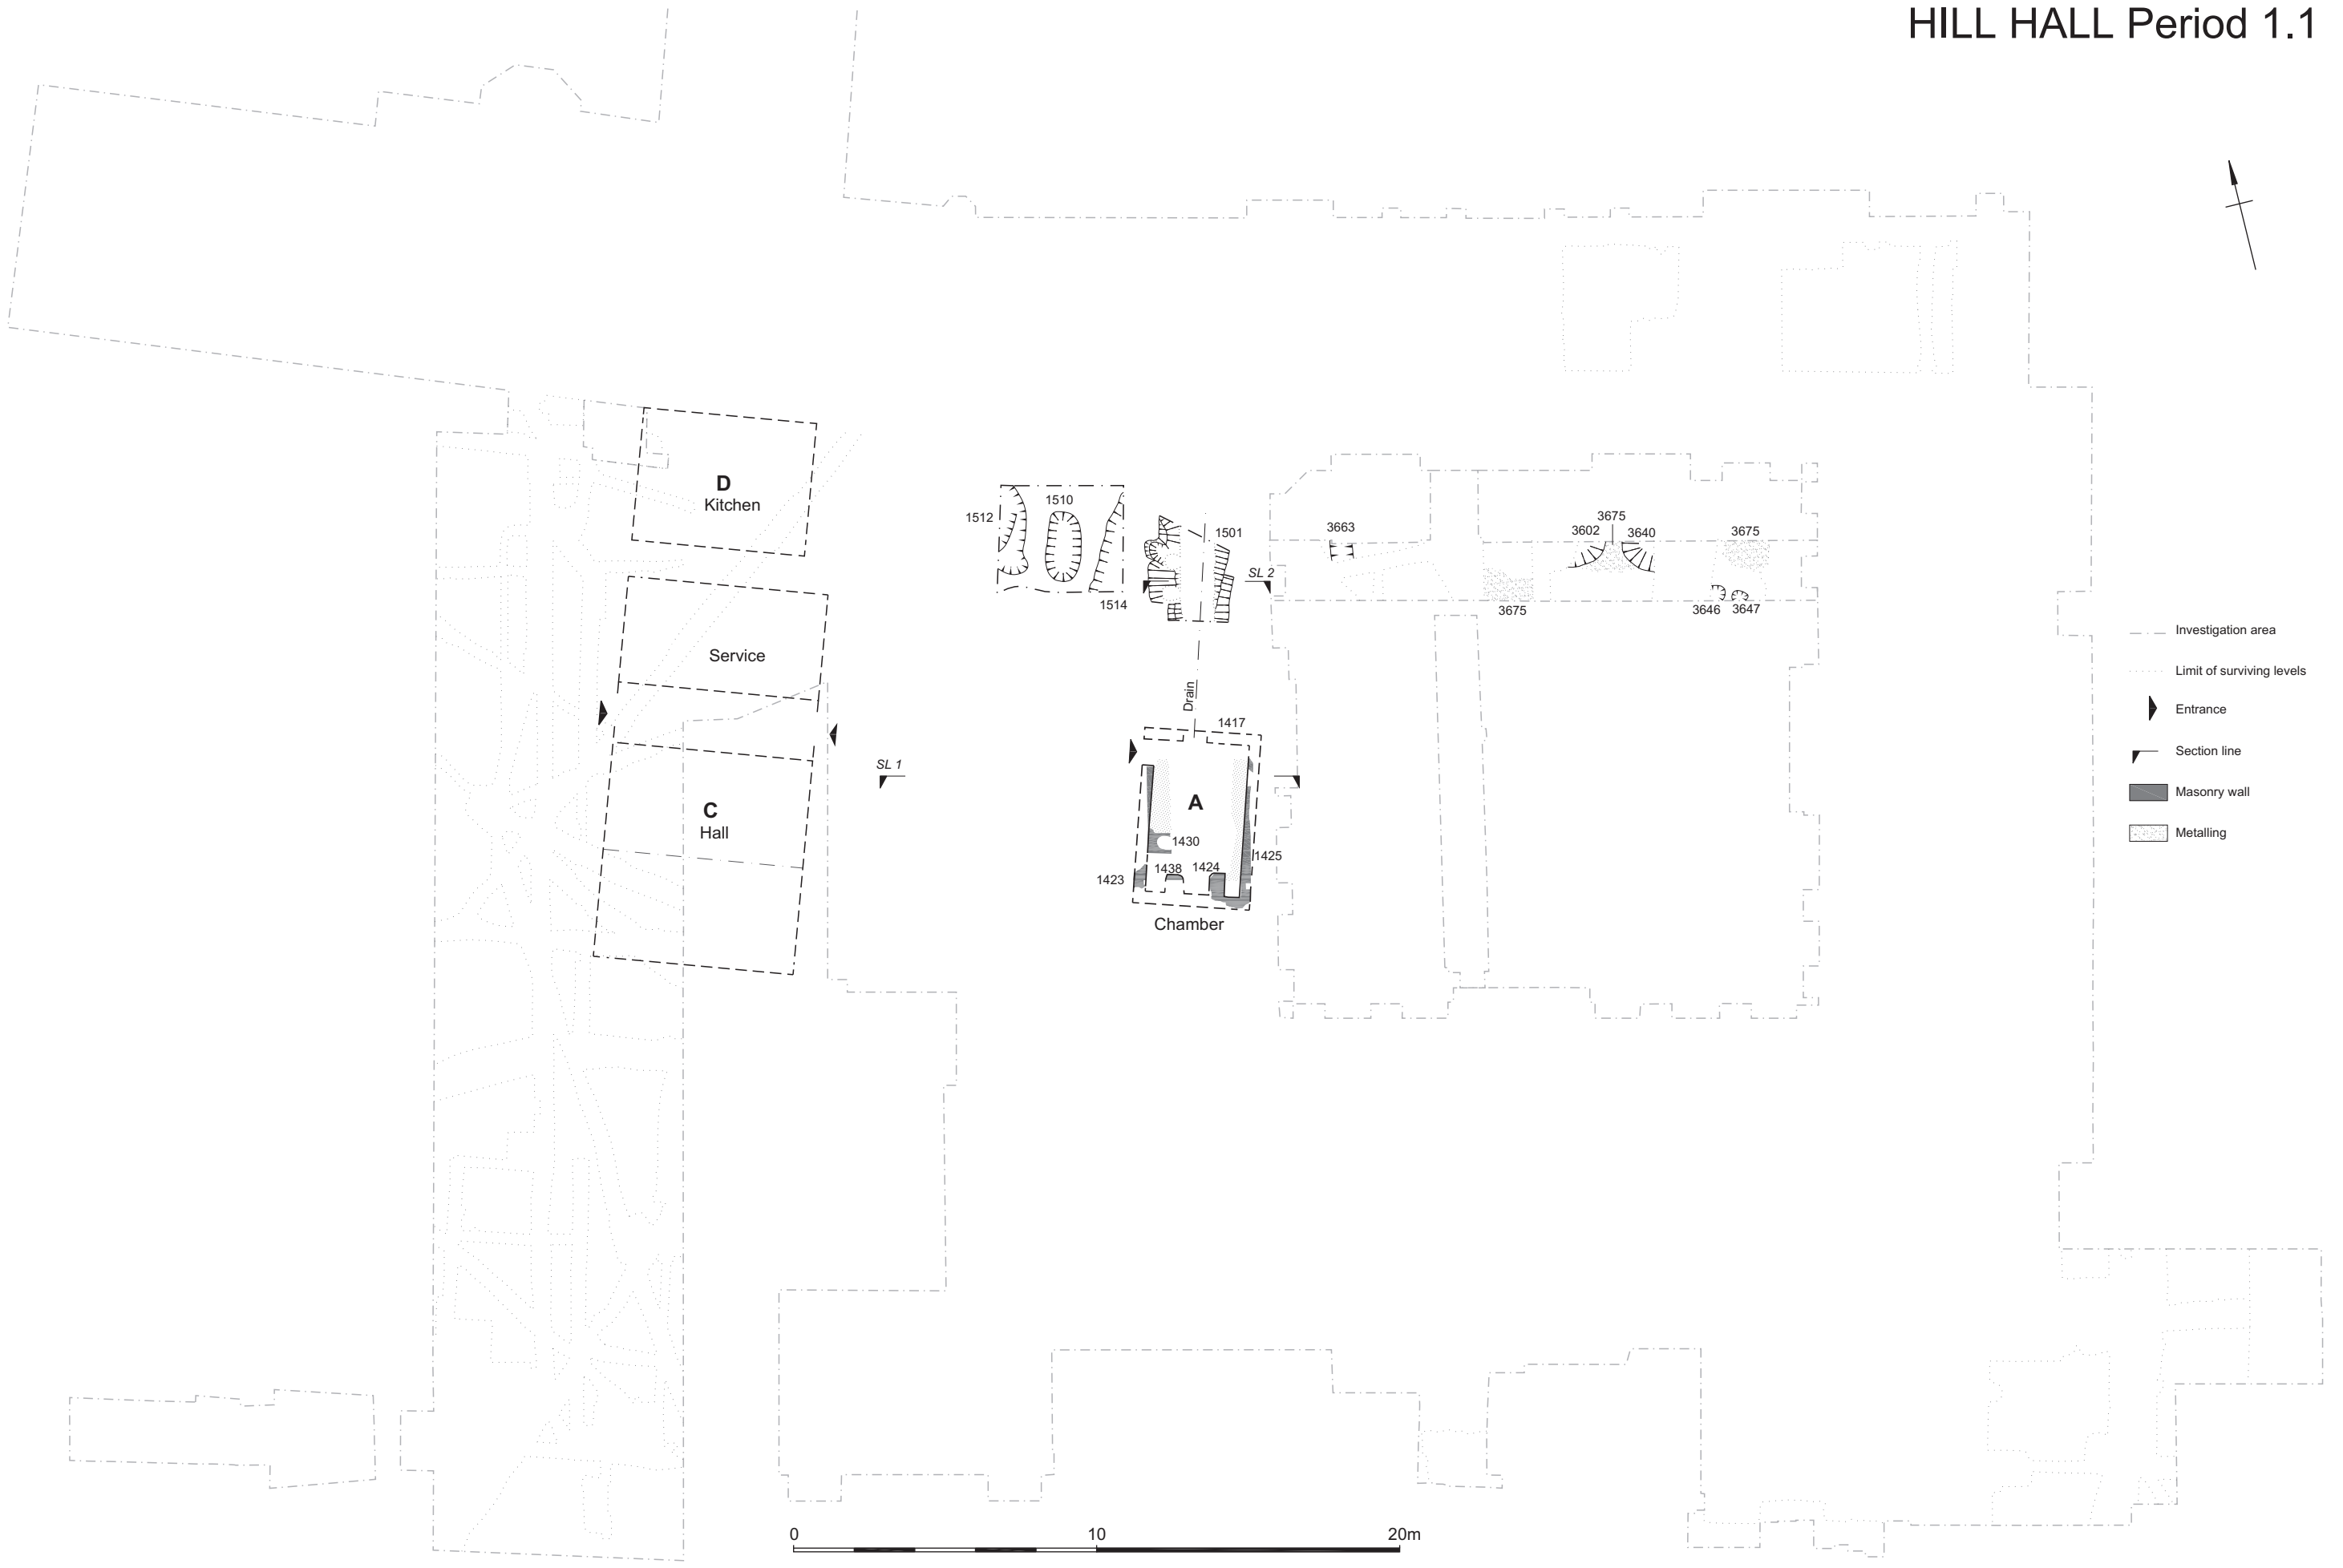 HILL HALL Period 1.1
D
Kitchen
Service
C
Hall
SL 1
1512
1510
1514
1501
SL 2
Drain
1417
A
1430
1423
1438
1424
1425
Chamber
3663
3675
3602
3640
3675
3675
3646
3647
Investigation area
Limit of surviving levels
Entrance
Section line
Masonry wall
Metalling
0 10 20m